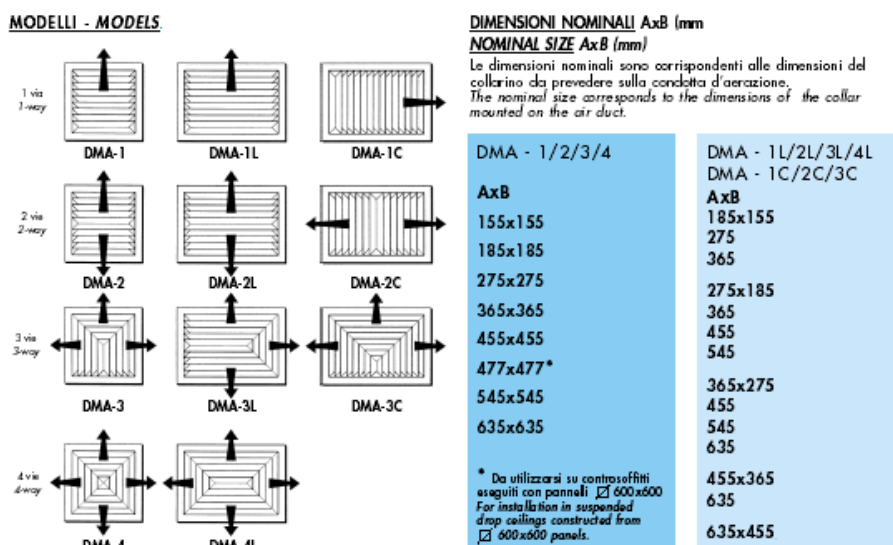 MODELLI - MODELS
1 via
1-way
DMA-1
DMA-1L
DMA-1C
2 vie
2-way
DMA-2
DMA-2L
DMA-2C
3 vie
3-way
DMA-3
DMA-3L
DMA-3C
4 vie
4-way
DMA-4
DMA-4L
DIMENSIONI NOMINALI AxB (mm
NOMINAL SIZE AxB (mm)
Le dimensioni nominali sono corrispondenti alle dimensioni del
collarino da prevedere sulla condotta d'aerazione.
The nominal size corresponds to the dimensions of the collar
mounted on the air duct.
DMA - 1/2/3/4
AxB
155x155
185x185
275x275
365x365
455x455
477x477*
545x545
635x635
* Da utilizzarsi su controsoffitti
eseguiti con pannelli 600x600
For installation in suspended
drop ceilings constructed from
600x600 panels.
DMA - 1L/2L/3L/4L
DMA - 1C/2C/3C
AxB
185x155
275
365
275x185
365
455
545
365x275
455
545
635
455x365
635
635x455